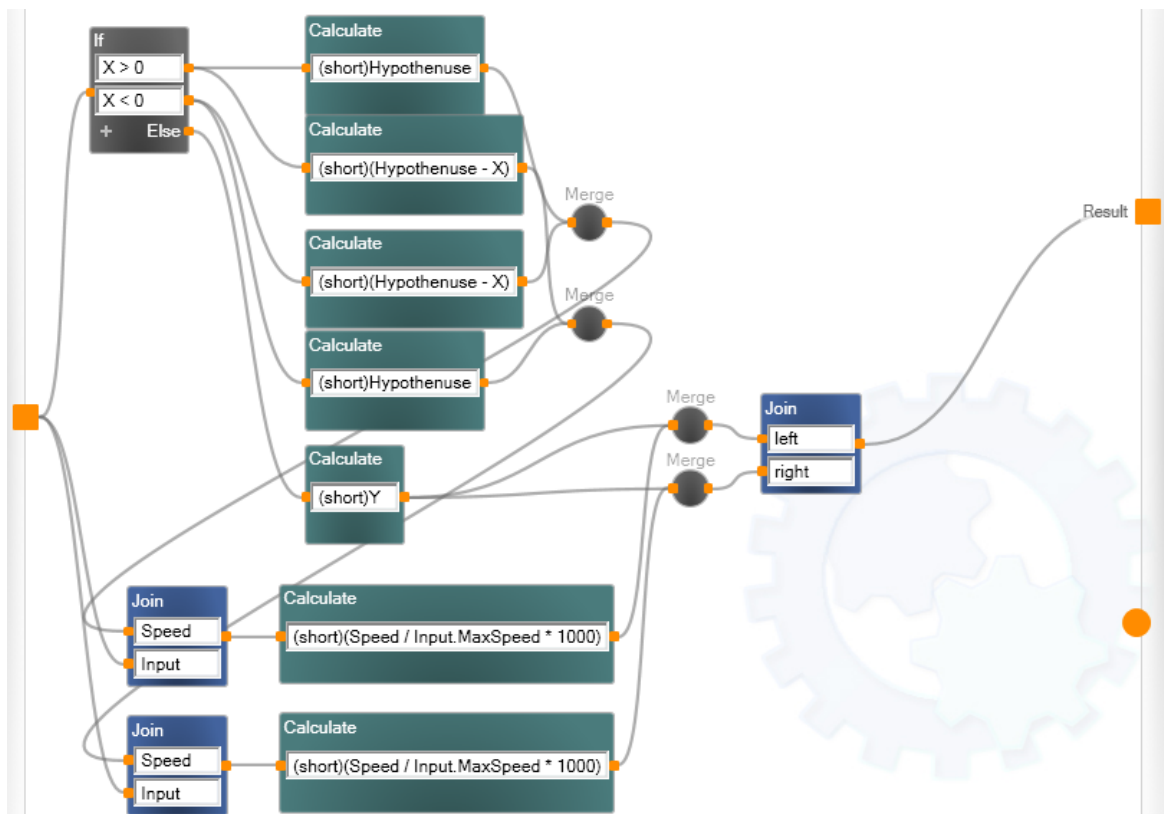 If
X > 0
X < 0
+ Else
Calculate
(short)Hypothenuse
Calculate
(short)(Hypothenuse - X)
Merge
Calculate
(short)(Hypothenuse - X)
Merge
Calculate
(short)Hypothenuse
Calculate
(short)Y
Merge
Merge
Join
left
right
Result
Join
Speed
Input
Calculate
(short)(Speed / Input.MaxSpeed * 1000)
Join
Speed
Input
Calculate
(short)(Speed / Input.MaxSpeed * 1000)